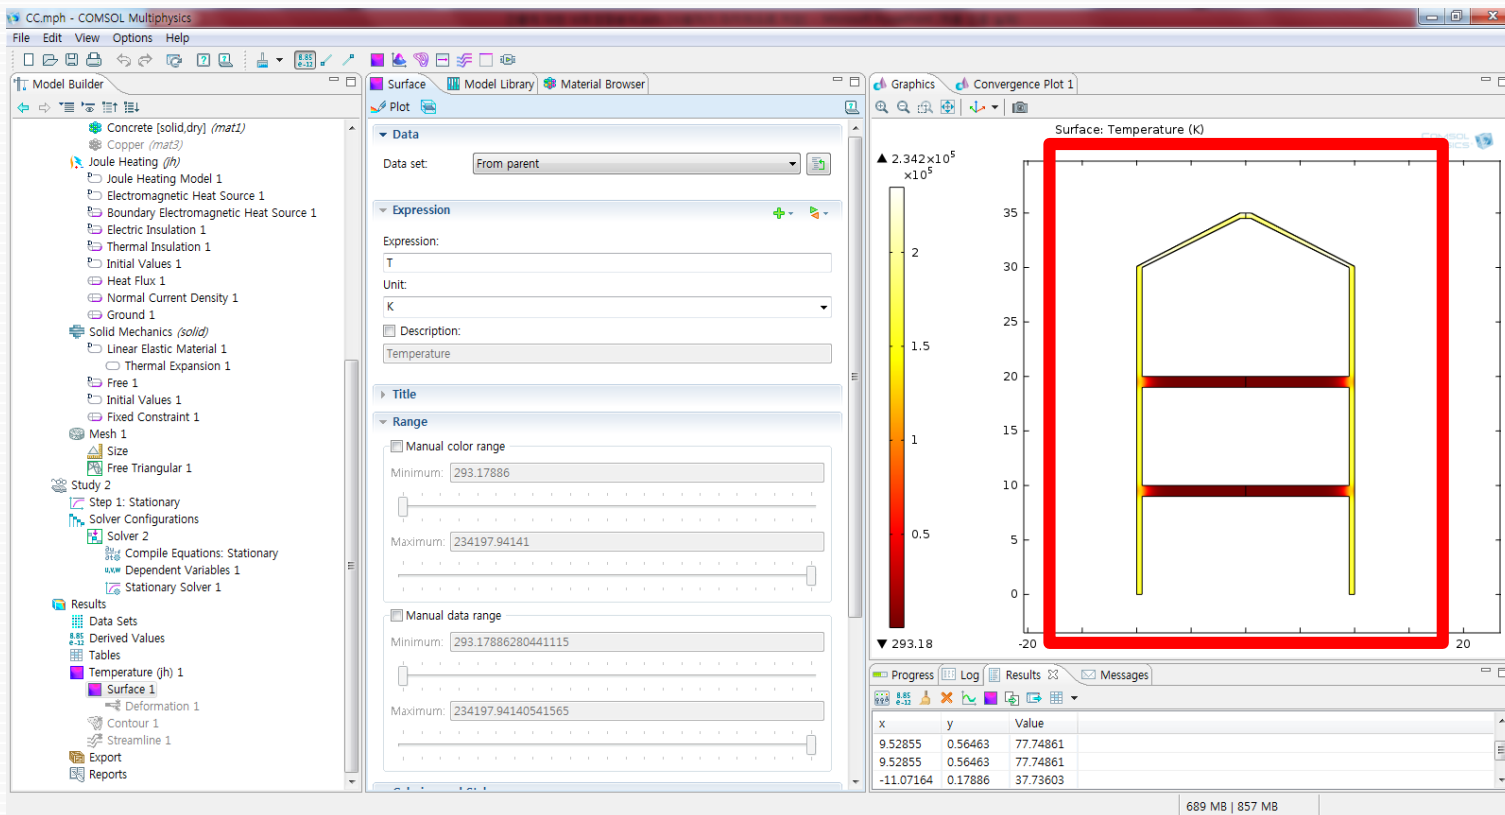 CC.mph - COMSOL Multiphysics
File Edit View Options Help
Model Builder
Concrete [solid,dry] (mat1)
Copper (mat3)
Joule Heating (jh)
Joule Heating Model 1
Electromagnetic Heat Source 1
Boundary Electromagnetic Heat Source 1
Electric Insulation 1
Thermal Insulation 1
Initial Values 1
Heat Flux 1
Normal Current Density 1
Ground 1
Solid Mechanics (solid)
Linear Elastic Material 1
Thermal Expansion 1
Free 1
Initial Values 1
Fixed Constraint 1
Mesh 1
Size
Free Triangular 1
Study 2
Step 1: Stationary
Solver Configurations
Solver 2
Compile Equations: Stationary
Dependent Variables 1
Stationary Solver 1
Results
Data Sets
Derived Values
Tables
Temperature (jh) 1
Surface 1
Deformation 1
Contour 1
Streamline 1
Export
Reports
Surface Model Library Material Browser
Plot
Data
Data set: From parent
Expression
Expression:
T
Unit:
K
Description:
Temperature
Title
Range
Manual color range
Minimum: 293.17886
Maximum: 234197.94141
Manual data range
Minimum: 293.17886280441115
Maximum: 234197.94140541565
Graphics Convergence Plot 1
Surface: Temperature (K)
▲ 2.342×10⁵
×10⁵
2
1.5
1
0.5
▼ 293.18
35
30
25
20
15
10
5
0
-20 20
Progress Log Results Messages
x y Value
9.52855 0.56463 77.74861
9.52855 0.56463 77.74861
-11.07164 0.17886 37.73603
689 MB | 857 MB